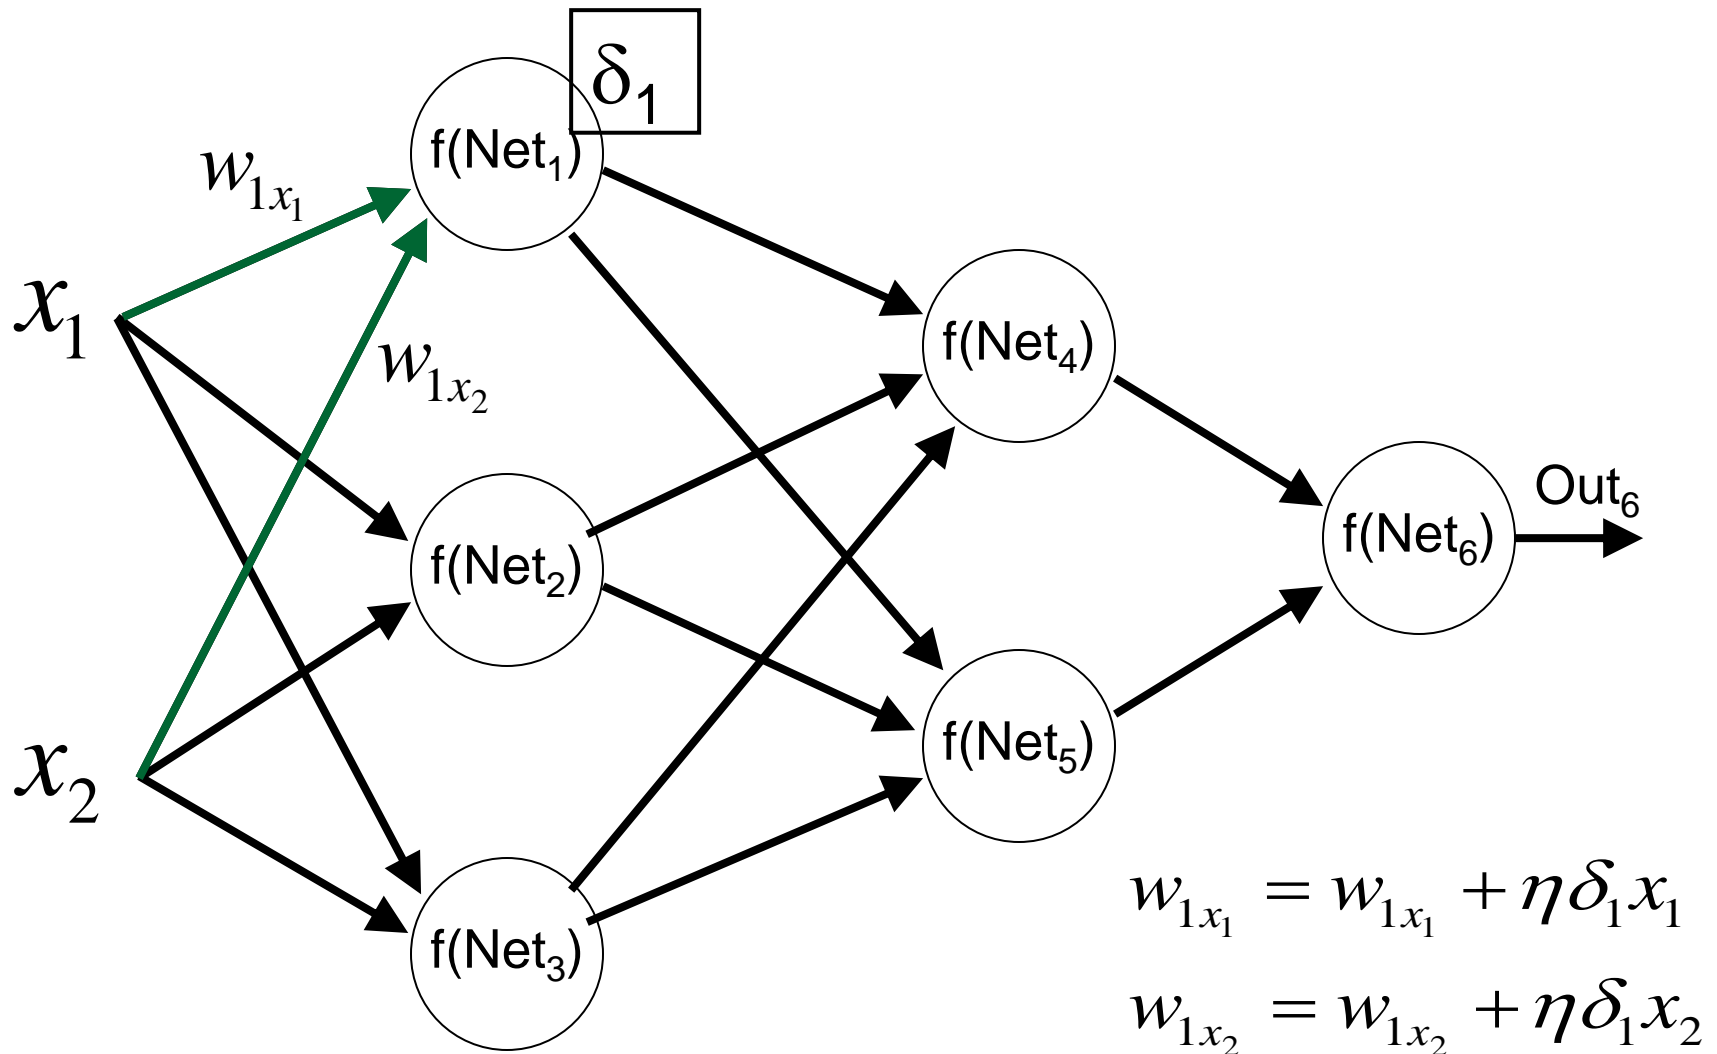 δ₁
f(Net₁)
w₁ₓ₁
x₁
w₁ₓ₂
f(Net₄)
f(Net₂)
Out₆
f(Net₆)
x₂
f(Net₅)
f(Net₃)
w₁ₓ₁ = w₁ₓ₁ + ηδ₁x₁
w₁ₓ₂ = w₁ₓ₂ + ηδ₁x₂